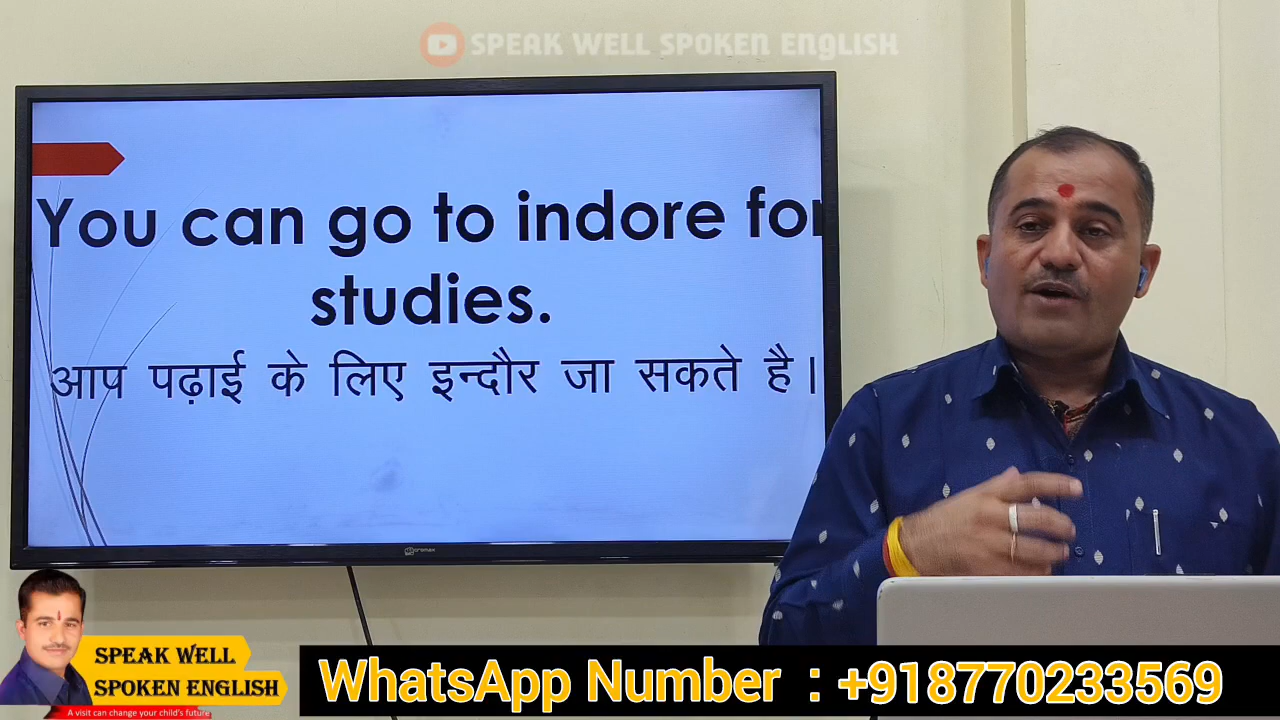 SPEAK WELL SPOKEN ENGLISH
You can go to indore for
studies.
आप पढ़ाई के लिए इन्दौर जा सकते है।
SPEAK WELL
SPOKEN ENGLISH
A visit can change your child's future
WhatsApp Number : +918770233569